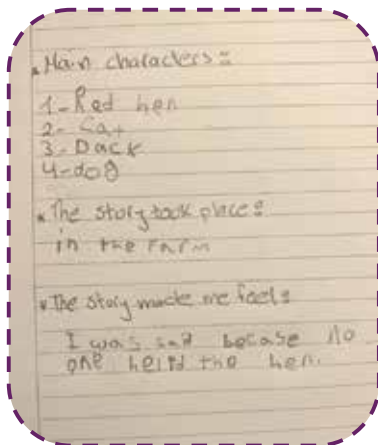 . Main characters :
1- Red hen
2- Cat
3- Dack
4- dog
. The story took place :
in the farm
. The story made me feel :
I was sad becase no
one helpd the hen.